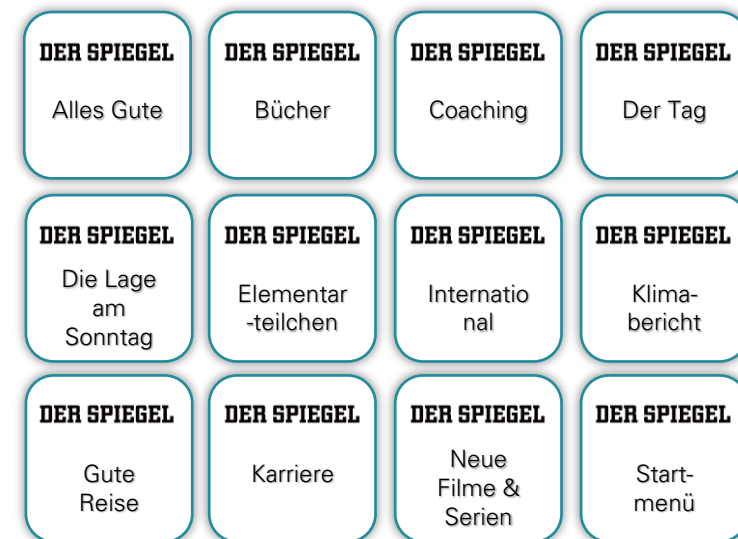 DER SPIEGEL
Alles Gute
DER SPIEGEL
Bücher
DER SPIEGEL
Coaching
DER SPIEGEL
Der Tag
DER SPIEGEL
Die Lage
am
Sonntag
DER SPIEGEL
Elementar
-teilchen
DER SPIEGEL
Internatio
nal
DER SPIEGEL
Klima-
bericht
DER SPIEGEL
Gute
Reise
DER SPIEGEL
Karriere
DER SPIEGEL
Neue
Filme &
Serien
DER SPIEGEL
Start-
menü